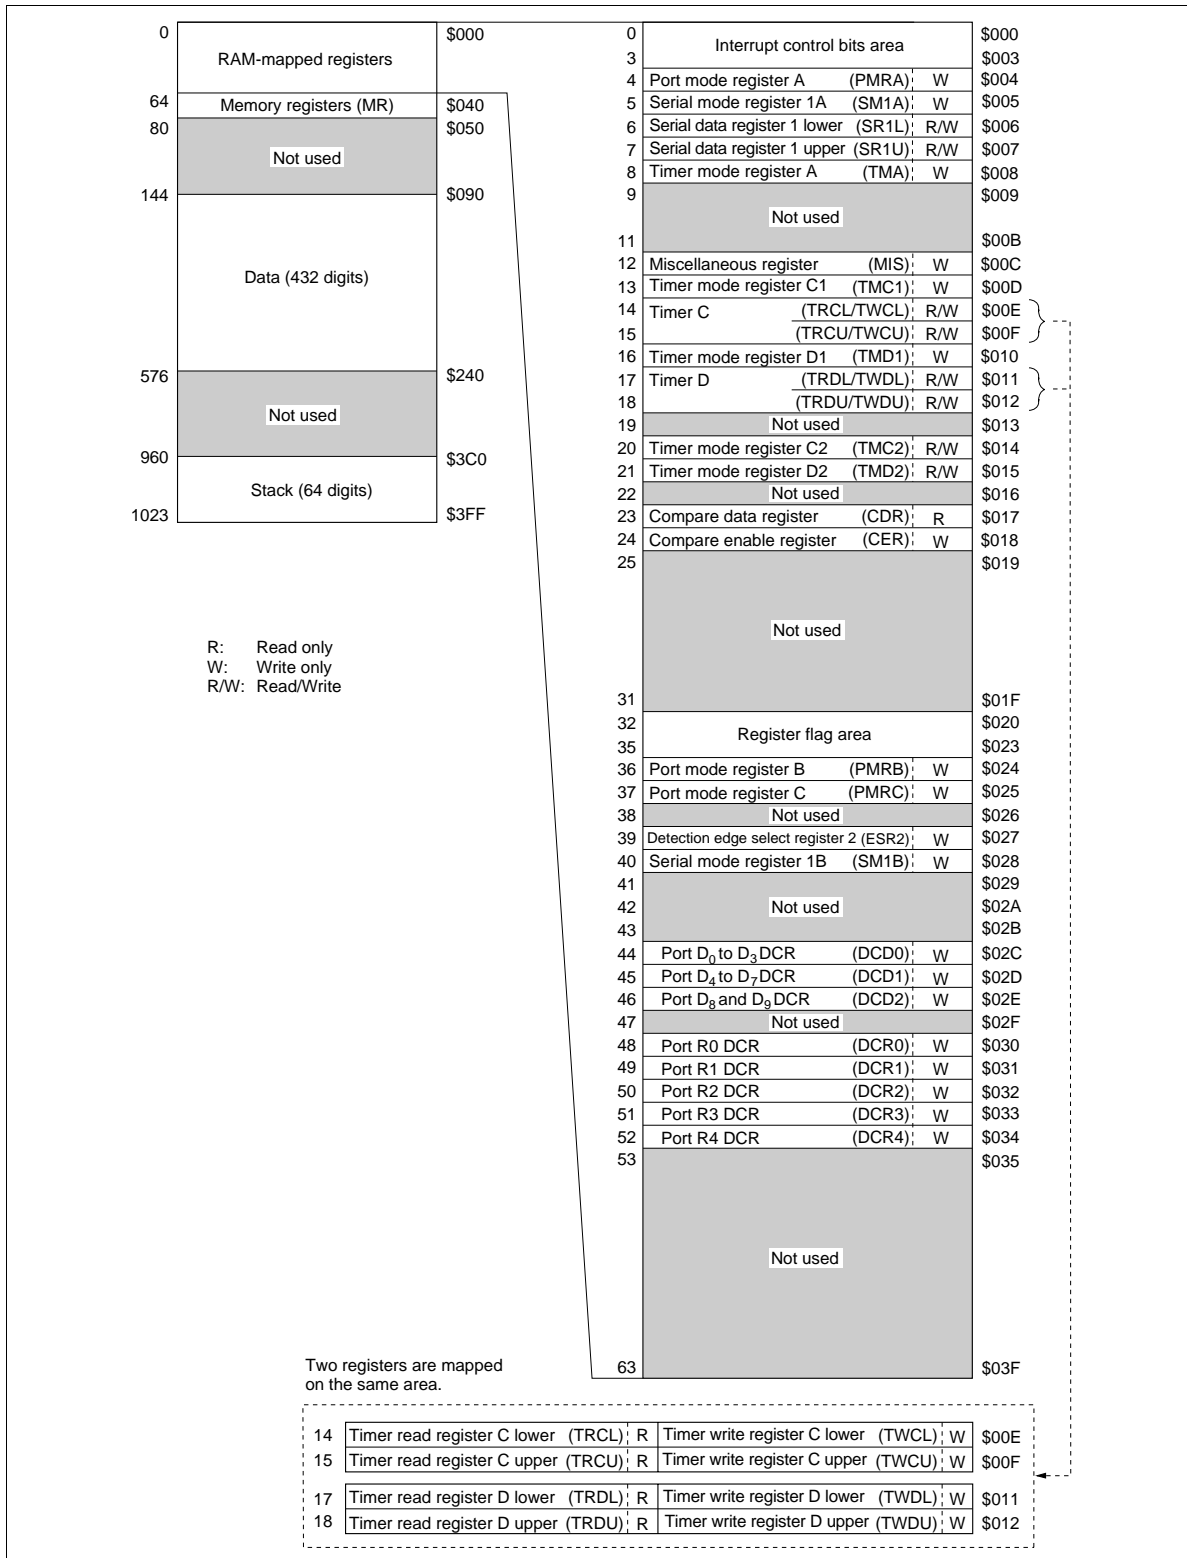 0 $000
RAM-mapped registers
64 Memory registers (MR) $040
80 $050
Not used
144 $090
Data (432 digits)
576 $240
Not used
960 $3C0
Stack (64 digits)
1023 $3FF
R: Read only
W: Write only
R/W: Read/Write
0 $000
Interrupt control bits area
3 $003
4 Port mode register A (PMRA) W $004
5 Serial mode register 1A (SM1A) W $005
6 Serial data register 1 lower (SR1L) R/W $006
7 Serial data register 1 upper (SR1U) R/W $007
8 Timer mode register A (TMA) W $008
9 $009
Not used
11 $00B
12 Miscellaneous register (MIS) W $00C
13 Timer mode register C1 (TMC1) W $00D
14 Timer C (TRCL/TWCL) R/W $00E
15 (TRCU/TWCU) R/W $00F
16 Timer mode register D1 (TMD1) W $010
17 Timer D (TRDL/TWDL) R/W $011
18 (TRDU/TWDU) R/W $012
19 Not used $013
20 Timer mode register C2 (TMC2) R/W $014
21 Timer mode register D2 (TMD2) R/W $015
22 Not used $016
23 Compare data register (CDR) R $017
24 Compare enable register (CER) W $018
25 $019
Not used
31 $01F
32 $020
Register flag area
35 $023
36 Port mode register B (PMRB) W $024
37 Port mode register C (PMRC) W $025
38 Not used $026
39 Detection edge select register 2 (ESR2) W $027
40 Serial mode register 1B (SM1B) W $028
41 $029
42 Not used $02A
43 $02B
44 Port D0 to D3 DCR (DCD0) W $02C
45 Port D4 to D7 DCR (DCD1) W $02D
46 Port D8 and D9 DCR (DCD2) W $02E
47 Not used $02F
48 Port R0 DCR (DCR0) W $030
49 Port R1 DCR (DCR1) W $031
50 Port R2 DCR (DCR2) W $032
51 Port R3 DCR (DCR3) W $033
52 Port R4 DCR (DCR4) W $034
53 $035
Not used
63 $03F
Two registers are mapped
on the same area.
14 Timer read register C lower (TRCL) R Timer write register C lower (TWCL) W $00E
15 Timer read register C upper (TRCU) R Timer write register C upper (TWCU) W $00F
17 Timer read register D lower (TRDL) R Timer write register D lower (TWDL) W $011
18 Timer read register D upper (TRDU) R Timer write register D upper (TWDU) W $012